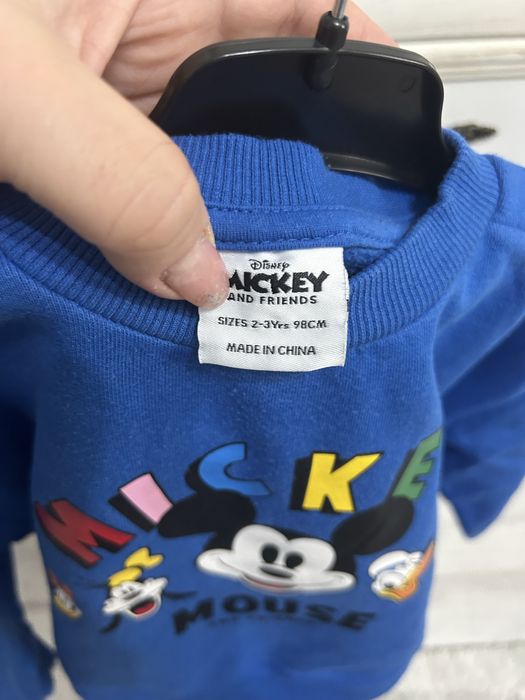 Disney
MICKEY
AND FRIENDS
SIZES 2-3Yrs 98CM
MADE IN CHINA
MICKE
MOUSE